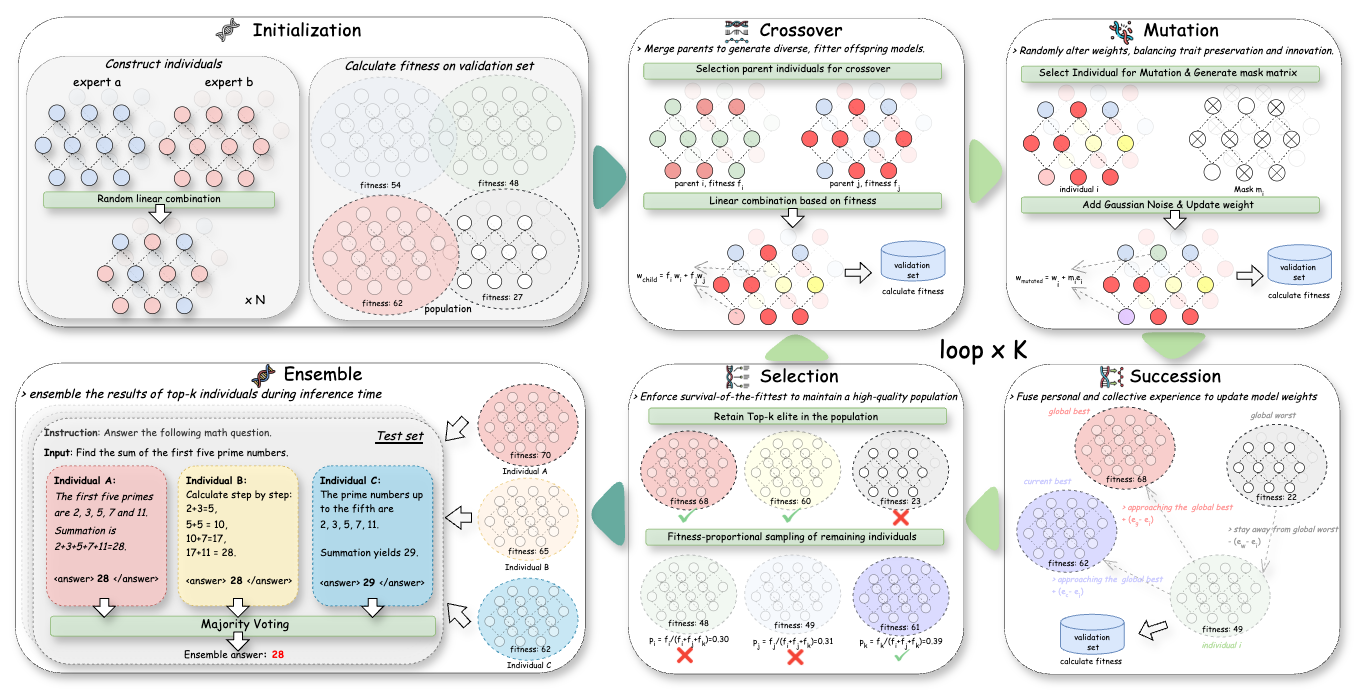 Initialization
Construct individuals
expert a
expert b
Random linear combination
x N
Calculate fitness on validation set
fitness: 54
fitness: 48
fitness: 62
fitness: 27
population
Crossover
> Merge parents to generate diverse, fitter offspring models.
Selection parent individuals for crossover
parent i, fitness f_i
parent j, fitness f_j
Linear combination based on fitness
w_child = f_i w_i + f_j w_j
validation
set
calculate fitness
Mutation
> Randomly alter weights, balancing trait preservation and innovation.
Select Individual for Mutation & Generate mask matrix
individual i
Mask m_i
Add Gaussian Noise & Update weight
w_mutated = w_i + m_i e_i
validation
set
calculate fitness
loop x K
Ensemble
> ensemble the results of top-k individuals during inference time
Instruction: Answer the following math question.
Test set
Input: Find the sum of the first five prime numbers.
Individual A:
The first five primes
are 2, 3, 5, 7 and 11.
Summation is
2+3+5+7+11=28.
<answer> 28 </answer>
Individual B:
Calculate step by step:
2+3=5,
5+5 = 10,
10+7=17,
17+11 = 28.
<answer> 28 </answer>
Individual C:
The prime numbers up
to the fifth are
2, 3, 5, 7, 11.
Summation yields 29.
<answer> 29 </answer>
Majority Voting
Ensemble answer: 28
fitness: 70
Individual A
fitness: 65
Individual B
fitness: 62
Individual C
Selection
> Enforce survival-of-the-fittest to maintain a high-quality population
Retain Top-k elite in the population
fitness 68
fitness: 60
fitness: 23
Fitness-proportional sampling of remaining individuals
fitness: 48
fitness: 49
fitness: 61
p_i = f_i/(f_i+f_j+f_k)=0.30
p_j = f_j/(f_i+f_j+f_k)=0.31
p_k = f_k/(f_i+f_j+f_k)=0.39
Succession
> Fuse personal and collective experience to update model weights
global best
global worst
fitness: 68
fitness: 22
current best
> approaching the global best
+ (e_g- e_i)
> stay away from global worst
- (e_w- e_i)
fitness: 62
> approaching the global best
fitness: 49
individual i
validation
set
calculate fitness